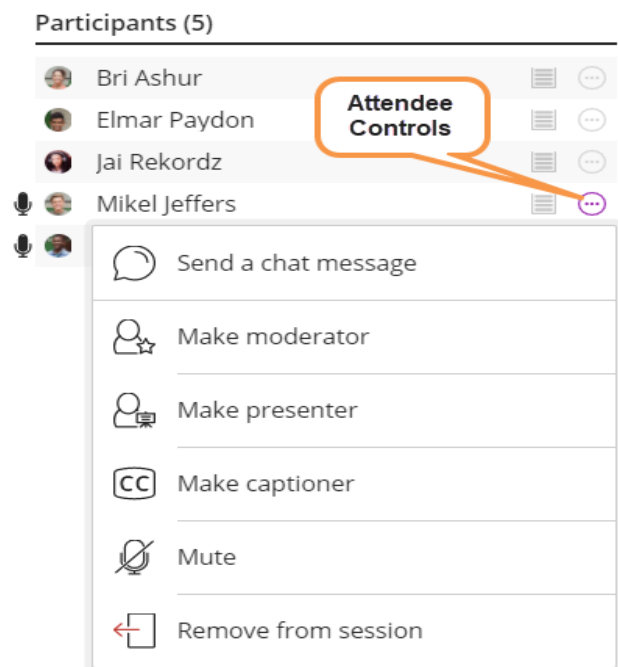 Participants (5)
Bri Ashur
Elmar Paydon
Attendee
Controls
Jai Rekordz
Mikel Jeffers
Send a chat message
Make moderator
Make presenter
CC Make captioner
Mute
Remove from session